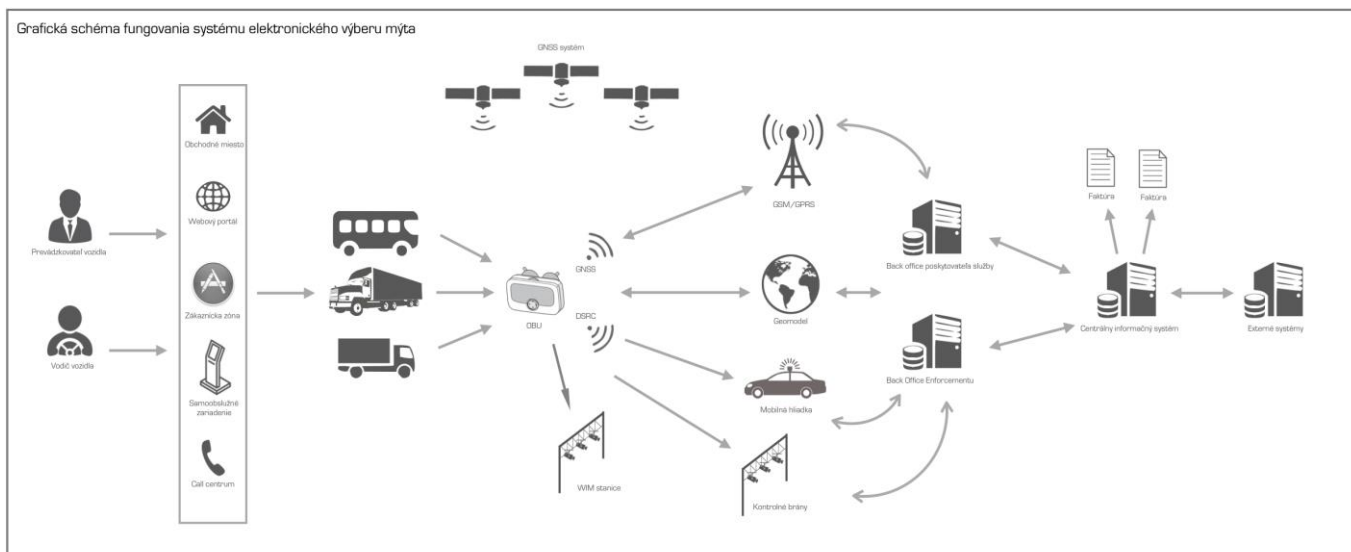 Grafická schéma fungovania systému elektronického výberu mýta
GNSS systém
Obchodné miesto
Webový portál
Zákaznícka zóna
Samoobslužné
zariadenie
Call centrum
Prevádzkovateľ vozidla
Vodič vozidla
OBU
GNSS
DSRC
WIM stanice
GSM/GPRS
Geomodel
Mobilná hliadka
Kontrolné brány
Back office poskytovateľa služby
Back Office Enforcementu
Faktúra
Faktúra
Centrálny informačný systém
Externé systémy